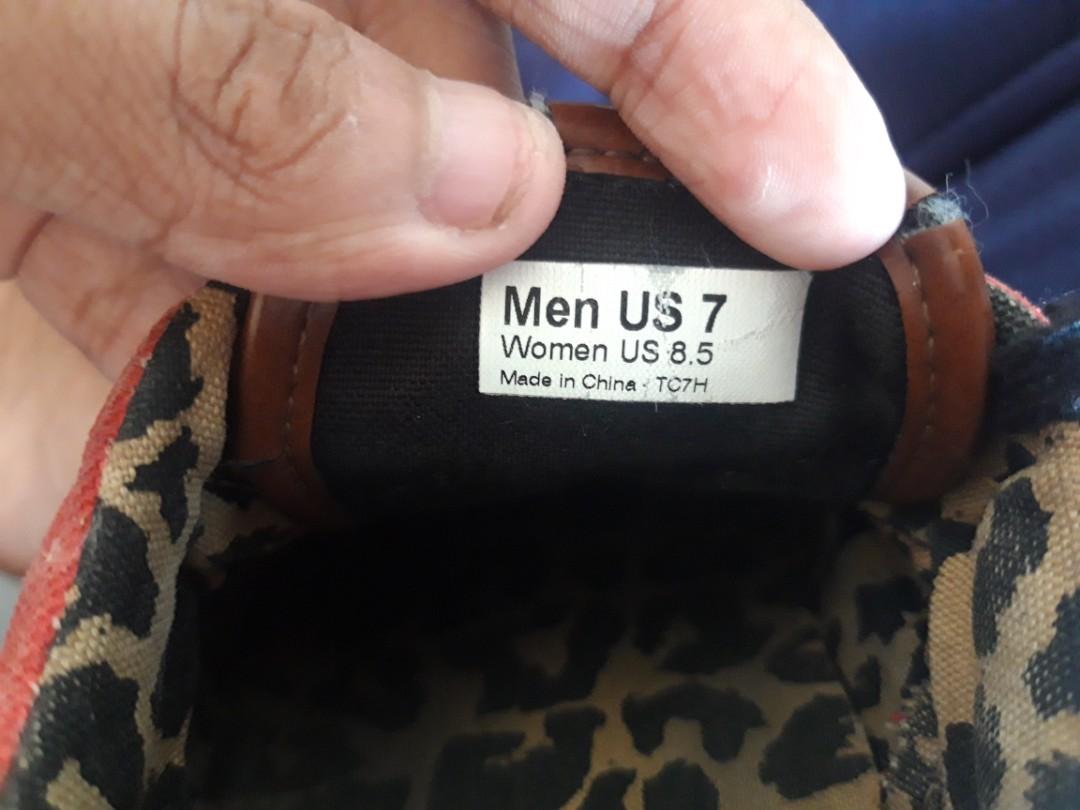 Men US 7
Women US 8.5
Made in China · TC7H